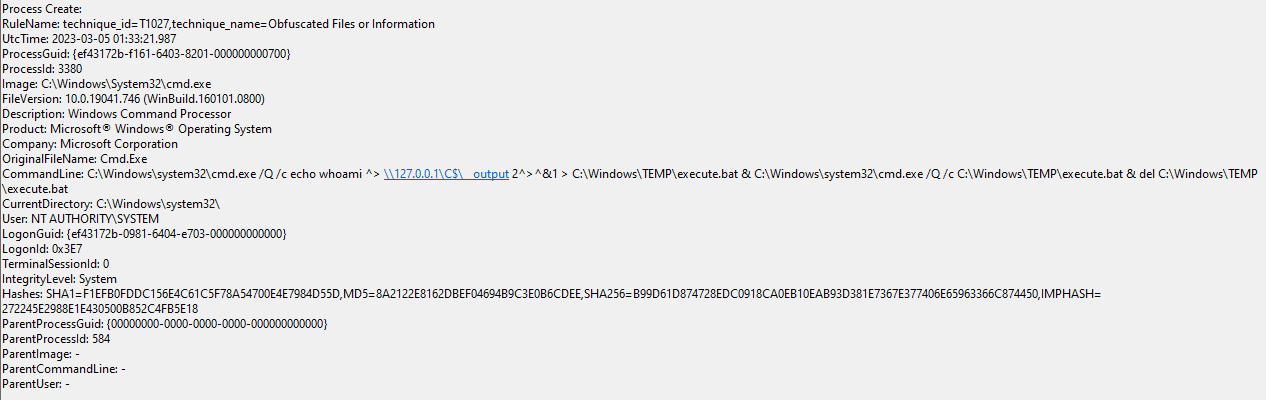 Process Create:
RuleName: technique_id=T1027,technique_name=Obfuscated Files or Information
UtcTime: 2023-03-05 01:33:21.987
ProcessGuid: {ef43172b-f161-6403-8201-000000000700}
ProcessId: 3380
Image: C:\Windows\System32\cmd.exe
FileVersion: 10.0.19041.746 (WinBuild.160101.0800)
Description: Windows Command Processor
Product: Microsoft® Windows® Operating System
Company: Microsoft Corporation
OriginalFileName: Cmd.Exe
CommandLine: C:\Windows\system32\cmd.exe /Q /c echo whoami ^> \\127.0.0.1\C$\__output 2^>^&1 > C:\Windows\TEMP\execute.bat & C:\Windows\system32\cmd.exe /Q /c C:\Windows\TEMP\execute.bat & del C:\Windows\TEMP
\execute.bat
CurrentDirectory: C:\Windows\system32\
User: NT AUTHORITY\SYSTEM
LogonGuid: {ef43172b-0981-6404-e703-000000000000}
LogonId: 0x3E7
TerminalSessionId: 0
IntegrityLevel: System
Hashes: SHA1=F1EFB0FDDC156E4C61C5F78A54700E4E7984D55D,MD5=8A2122E8162DBEF04694B9C3E0B6CDEE,SHA256=B99D61D874728EDC0918CA0EB10EAB93D381E7367E377406E65963366C874450,IMPHASH=
272245E2988E1E430500B852C4FB5E18
ParentProcessGuid: {00000000-0000-0000-0000-000000000000}
ParentProcessId: 584
ParentImage: -
ParentCommandLine: -
ParentUser: -